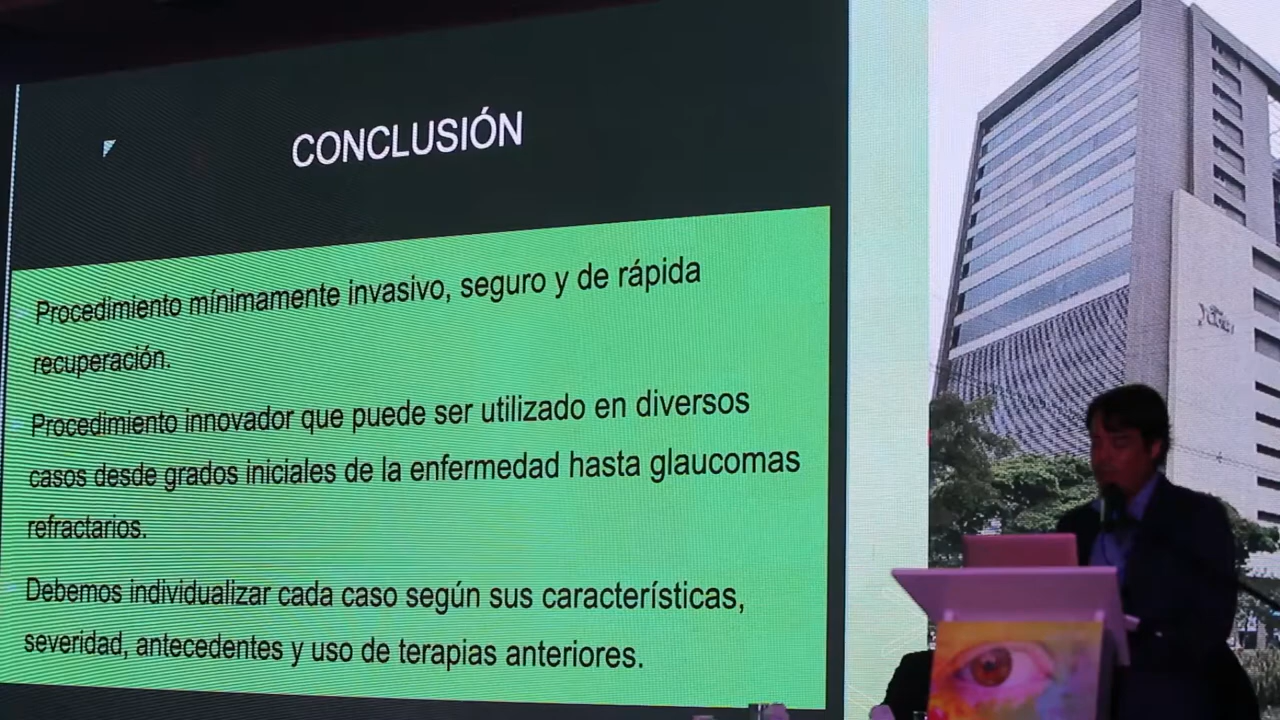 CONCLUSIÓN
Procedimiento mínimamente invasivo, seguro y de rápida
recuperación.
Procedimiento innovador que puede ser utilizado en diversos
casos desde grados iniciales de la enfermedad hasta glaucomas
refractarios.
Debemos individualizar cada caso según sus características,
severidad, antecedentes y uso de terapias anteriores.